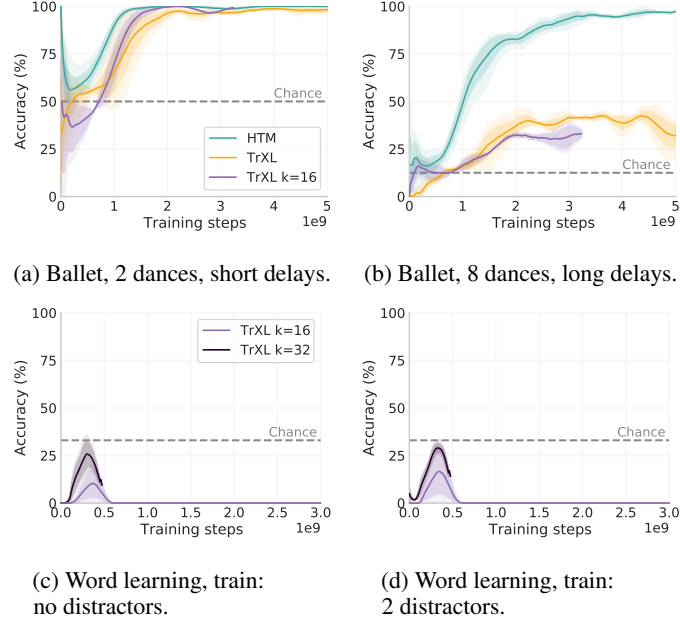 100
75
50
25
0
Accuracy (%)
Chance
HTM
TrXL
TrXL k=16
0 1 2 3 4 5
Training steps
1e9
100
75
50
25
0
Accuracy (%)
Chance
0 1 2 3 4 5
Training steps
1e9
(a) Ballet, 2 dances, short delays.
(b) Ballet, 8 dances, long delays.
100
75
50
25
0
Accuracy (%)
TrXL k=16
TrXL k=32
Chance
0.0 0.5 1.0 1.5 2.0 2.5 3.0
Training steps
1e9
100
75
50
25
0
Accuracy (%)
Chance
0.0 0.5 1.0 1.5 2.0 2.5 3.0
Training steps
1e9
(c) Word learning, train:
no distractors.
(d) Word learning, train:
2 distractors.